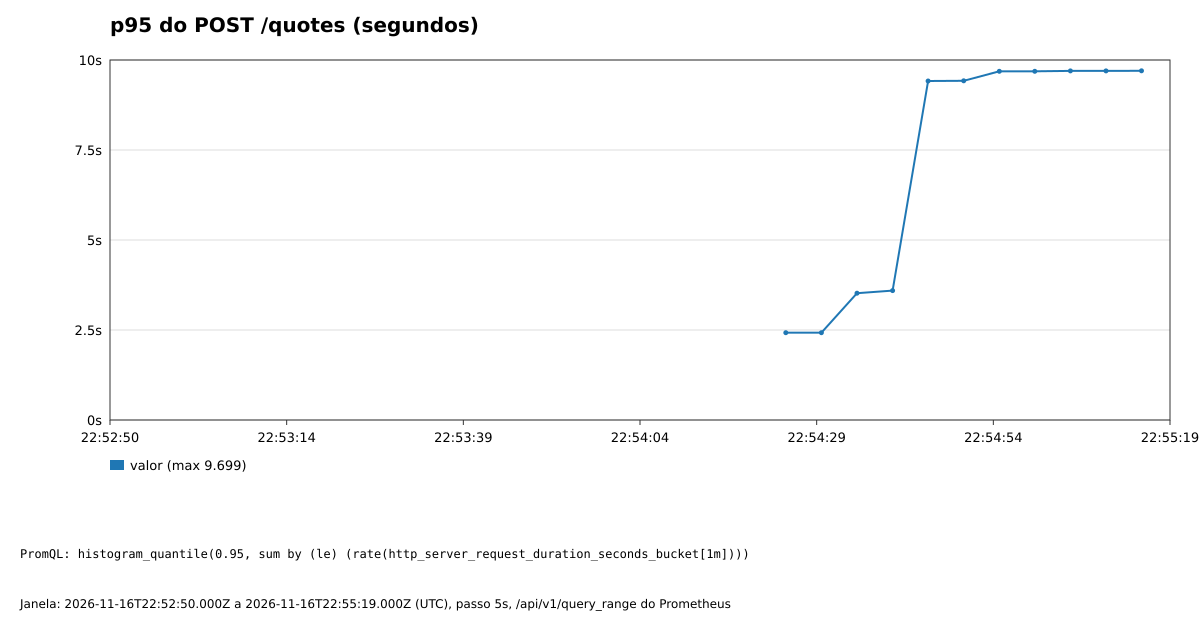 p95 do POST /quotes (segundos)
10s
7.5s
5s
2.5s
0s
22:52:50 22:53:14 22:53:39 22:54:04 22:54:29 22:54:54 22:55:19
valor (max 9.699)
PromQL: histogram_quantile(0.95, sum by (le) (rate(http_server_request_duration_seconds_bucket[1m])))
Janela: 2026-11-16T22:52:50.000Z a 2026-11-16T22:55:19.000Z (UTC), passo 5s, /api/v1/query_range do Prometheus